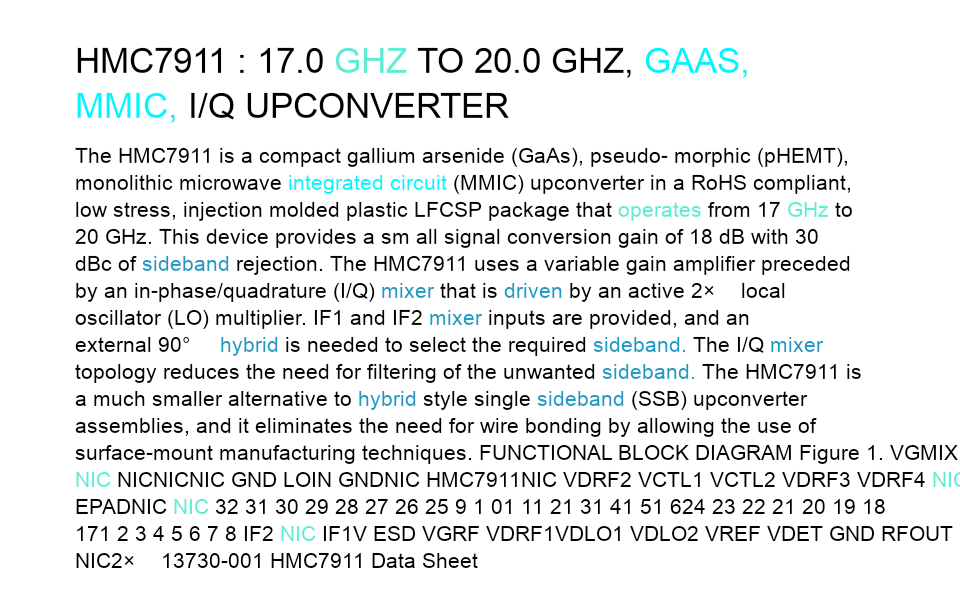 HMC7911 : 17.0 GHZ TO 20.0 GHZ, GAAS,
MMIC, I/Q UPCONVERTER
The HMC7911 is a compact gallium arsenide (GaAs), pseudo- morphic (pHEMT),
monolithic microwave integrated circuit (MMIC) upconverter in a RoHS compliant,
low stress, injection molded plastic LFCSP package that operates from 17 GHz to
20 GHz. This device provides a sm all signal conversion gain of 18 dB with 30
dBc of sideband rejection. The HMC7911 uses a variable gain amplifier preceded
by an in-phase/quadrature (I/Q) mixer that is driven by an active 2× local
oscillator (LO) multiplier. IF1 and IF2 mixer inputs are provided, and an
external 90° hybrid is needed to select the required sideband. The I/Q mixer
topology reduces the need for filtering of the unwanted sideband. The HMC7911 is
a much smaller alternative to hybrid style single sideband (SSB) upconverter
assemblies, and it eliminates the need for wire bonding by allowing the use of
surface-mount manufacturing techniques. FUNCTIONAL BLOCK DIAGRAM Figure 1. VGMIX
NIC NICNICNIC GND LOIN GNDNIC HMC7911NIC VDRF2 VCTL1 VCTL2 VDRF3 VDRF4 NIC
EPADNIC NIC 32 31 30 29 28 27 26 25 9 1 01 11 21 31 41 51 624 23 22 21 20 19 18
171 2 3 4 5 6 7 8 IF2 NIC IF1V ESD VGRF VDRF1VDLO1 VDLO2 VREF VDET GND RFOUT
NIC2× 13730-001 HMC7911 Data Sheet